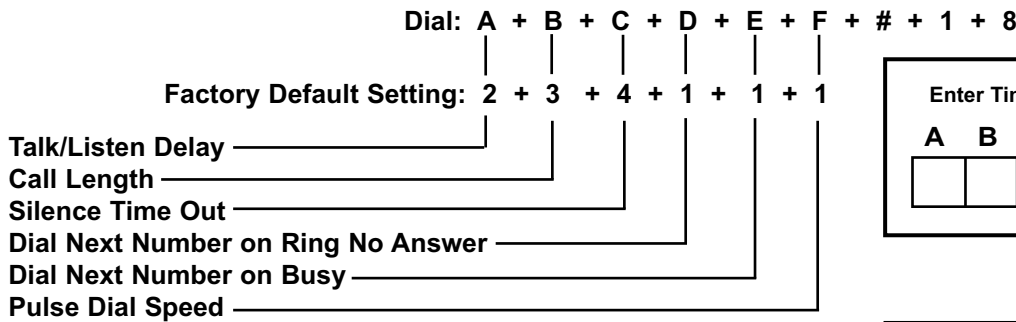 Dial: A + B + C + D + E + F + # + 1 + 8
Factory Default Setting: 2 + 3 + 4 + 1 + 1 + 1
Enter
A B
Talk/Listen Delay
Call Length
Silence Time Out
Dial Next Number on Ring No Answer
Dial Next Number on Busy
Pulse Dial Speed